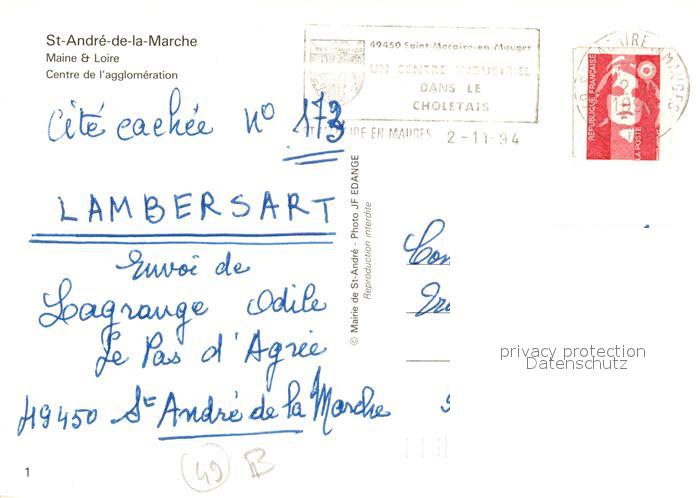 St-André-de-la-Marche
Maine & Loire
Centre de l'agglomération
49450 Saint-Macaire-en-Mauges
UN CENTRE INDUSTRIEL
DANS LE
CHOLETAIS
EN MAUGES 2-11-94
RÉPUBLIQUE FRANÇAISE
LA POSTE
Cité cachée n° 173
LAMBERSART
Envoi de
Lagrange Odile
Le Pas d'Agrée
49450 St André de la Marche
© Mairie de St-André - Photo JF EDANGE
Reproduction interdite
privacy protection
Datenschutz
1
49 B